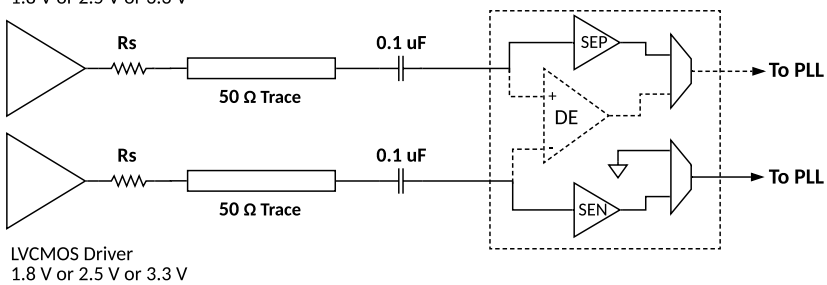 1.8 V or 2.5 V or 3.3 V
Rs
0.1 uF
SEP
50 Ω Trace
To PLL
+
DE
-
Rs
0.1 uF
50 Ω Trace
SEN
To PLL
LVCMOS Driver
1.8 V or 2.5 V or 3.3 V